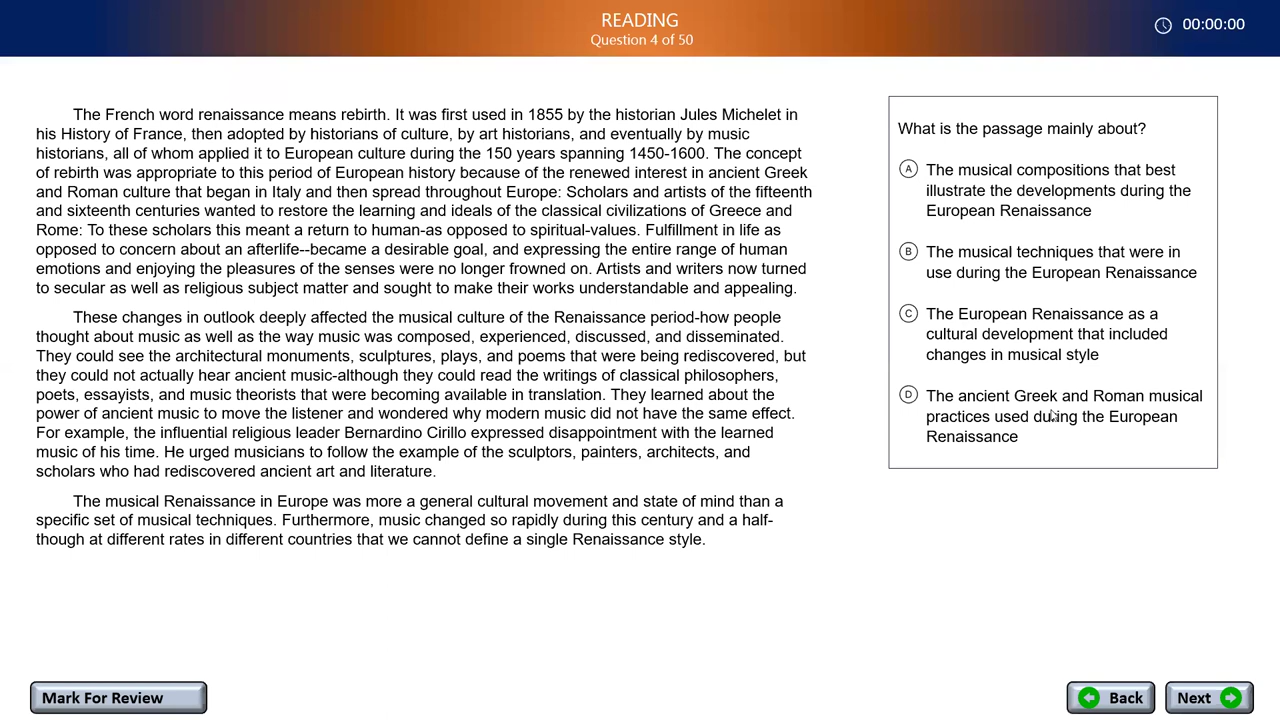 READING
Question 4 of 50
00:00:00
The French word renaissance means rebirth. It was first used in 1855 by the historian Jules Michelet in
his History of France, then adopted by historians of culture, by art historians, and eventually by music
historians, all of whom applied it to European culture during the 150 years spanning 1450-1600. The concept
of rebirth was appropriate to this period of European history because of the renewed interest in ancient Greek
and Roman culture that began in Italy and then spread throughout Europe: Scholars and artists of the fifteenth
and sixteenth centuries wanted to restore the learning and ideals of the classical civilizations of Greece and
Rome: To these scholars this meant a return to human-as opposed to spiritual-values. Fulfillment in life as
opposed to concern about an afterlife--became a desirable goal, and expressing the entire range of human
emotions and enjoying the pleasures of the senses were no longer frowned on. Artists and writers now turned
to secular as well as religious subject matter and sought to make their works understandable and appealing.
These changes in outlook deeply affected the musical culture of the Renaissance period-how people
thought about music as well as the way music was composed, experienced, discussed, and disseminated.
They could see the architectural monuments, sculptures, plays, and poems that were being rediscovered, but
they could not actually hear ancient music-although they could read the writings of classical philosophers,
poets, essayists, and music theorists that were becoming available in translation. They learned about the
power of ancient music to move the listener and wondered why modern music did not have the same effect.
For example, the influential religious leader Bernardino Cirillo expressed disappointment with the learned
music of his time. He urged musicians to follow the example of the sculptors, painters, architects, and
scholars who had rediscovered ancient art and literature.
The musical Renaissance in Europe was more a general cultural movement and state of mind than a
specific set of musical techniques. Furthermore, music changed so rapidly during this century and a half-
though at different rates in different countries that we cannot define a single Renaissance style.
What is the passage mainly about?
A The musical compositions that best
illustrate the developments during the
European Renaissance
B The musical techniques that were in
use during the European Renaissance
C The European Renaissance as a
cultural development that included
changes in musical style
D The ancient Greek and Roman musical
practices used during the European
Renaissance
Mark For Review
Back
Next